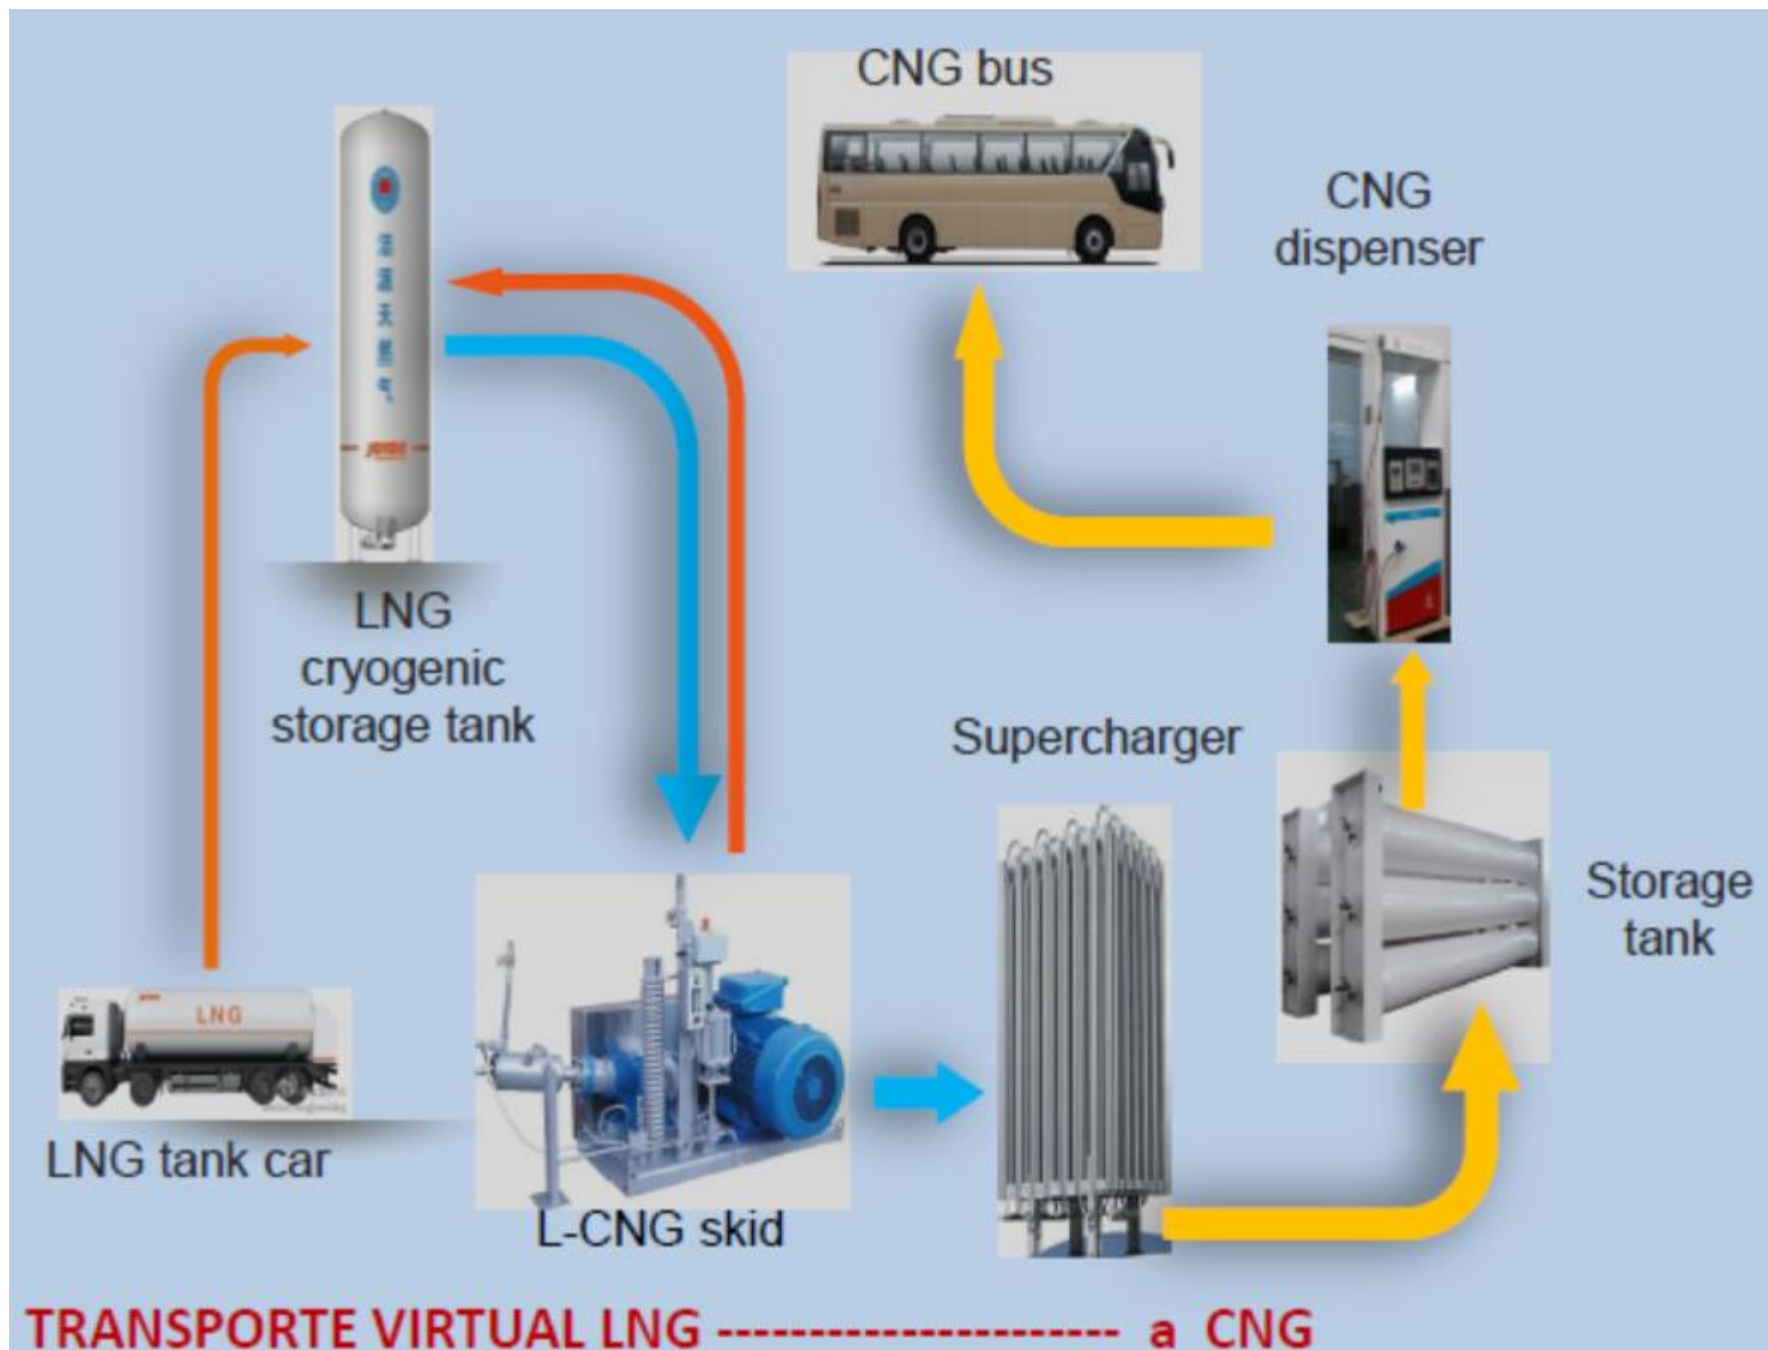 CNG bus
CNG
dispenser
LNG
cryogenic
storage tank
Supercharger
Storage
tank
LNG
LNG tank car
L-CNG skid
TRANSPORTE VIRTUAL LNG ---------------------- a CNG